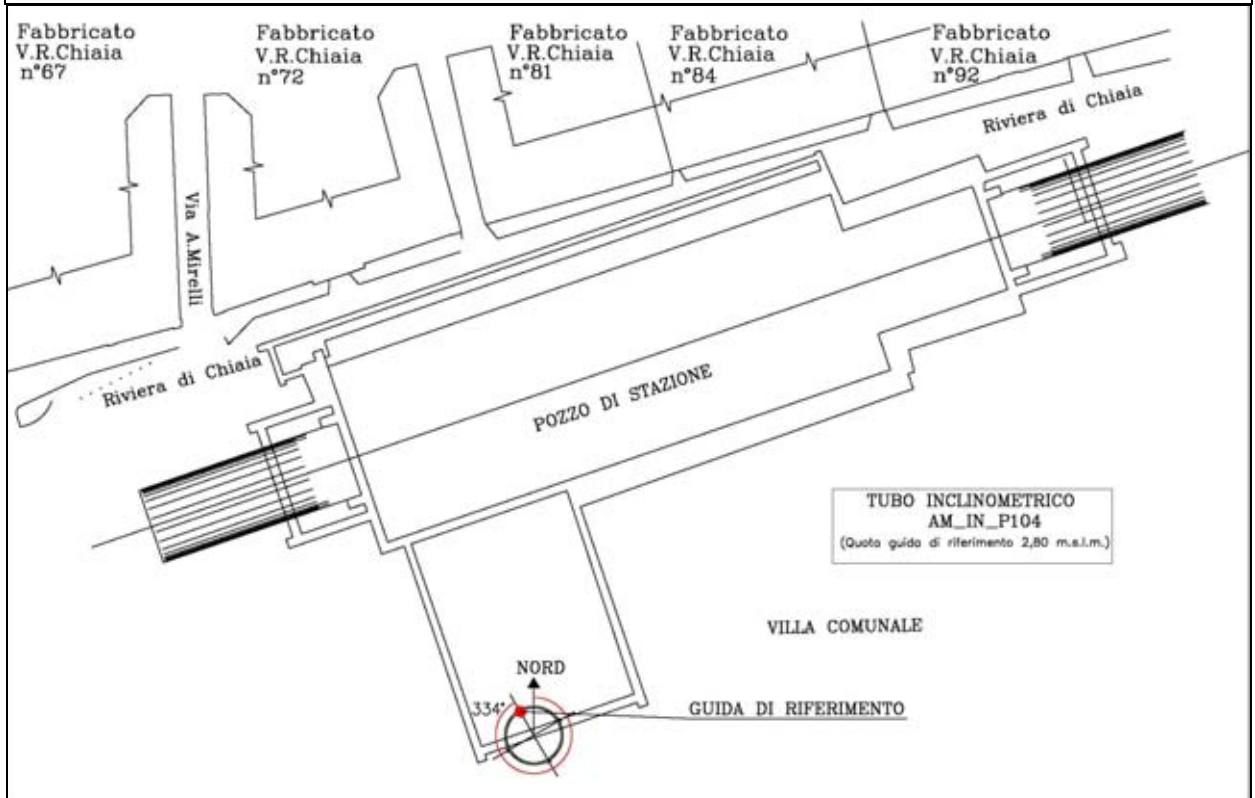 Fabbricato
V.R.Chiaia
n°67
Fabbricato
V.R.Chiaia
n°72
Fabbricato
V.R.Chiaia
n°81
Fabbricato
V.R.Chiaia
n°84
Fabbricato
V.R.Chiaia
n°92
Riviera di Chiaia
Via A.Mirelli
Riviera di Chiaia
POZZO DI STAZIONE
TUBO INCLINOMETRICO
AM_IN_P104
(Quota guida di riferimento 2,80 m.s.l.m.)
VILLA COMUNALE
NORD
334°
GUIDA DI RIFERIMENTO